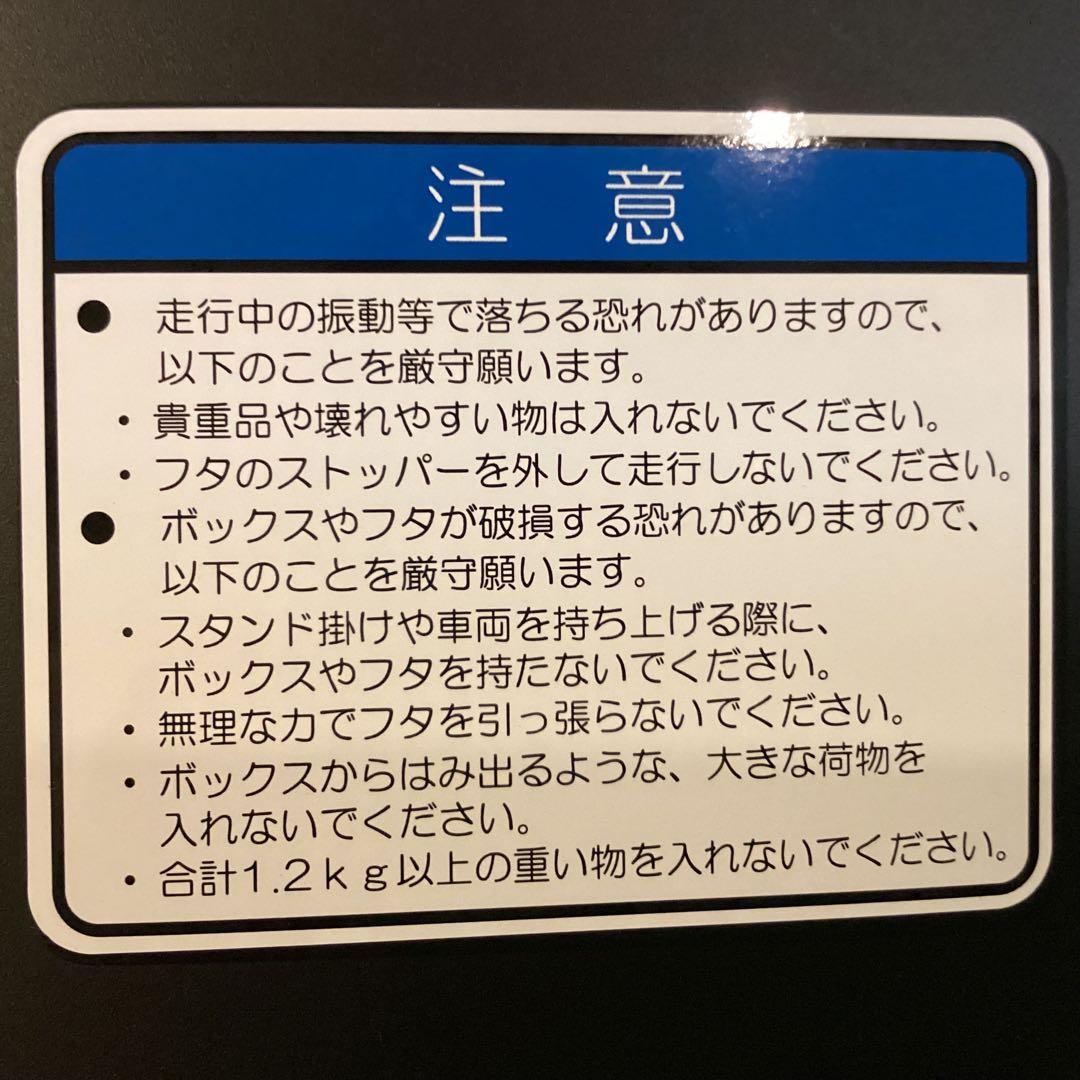 注 意
● 走行中の振動等で落ちる恐れがありますので、
以下のことを厳守願います。
・貴重品や壊れやすい物は入れないでください。
・フタのストッパーを外して走行しないでください。
● ボックスやフタが破損する恐れがありますので、
以下のことを厳守願います。
・スタンド掛けや車両を持ち上げる際に、
ボックスやフタを持たないでください。
・無理な力でフタを引っ張らないでください。
・ボックスからはみ出るような、大きな荷物を
入れないでください。
・合計1.2kg以上の重い物を入れないでください。